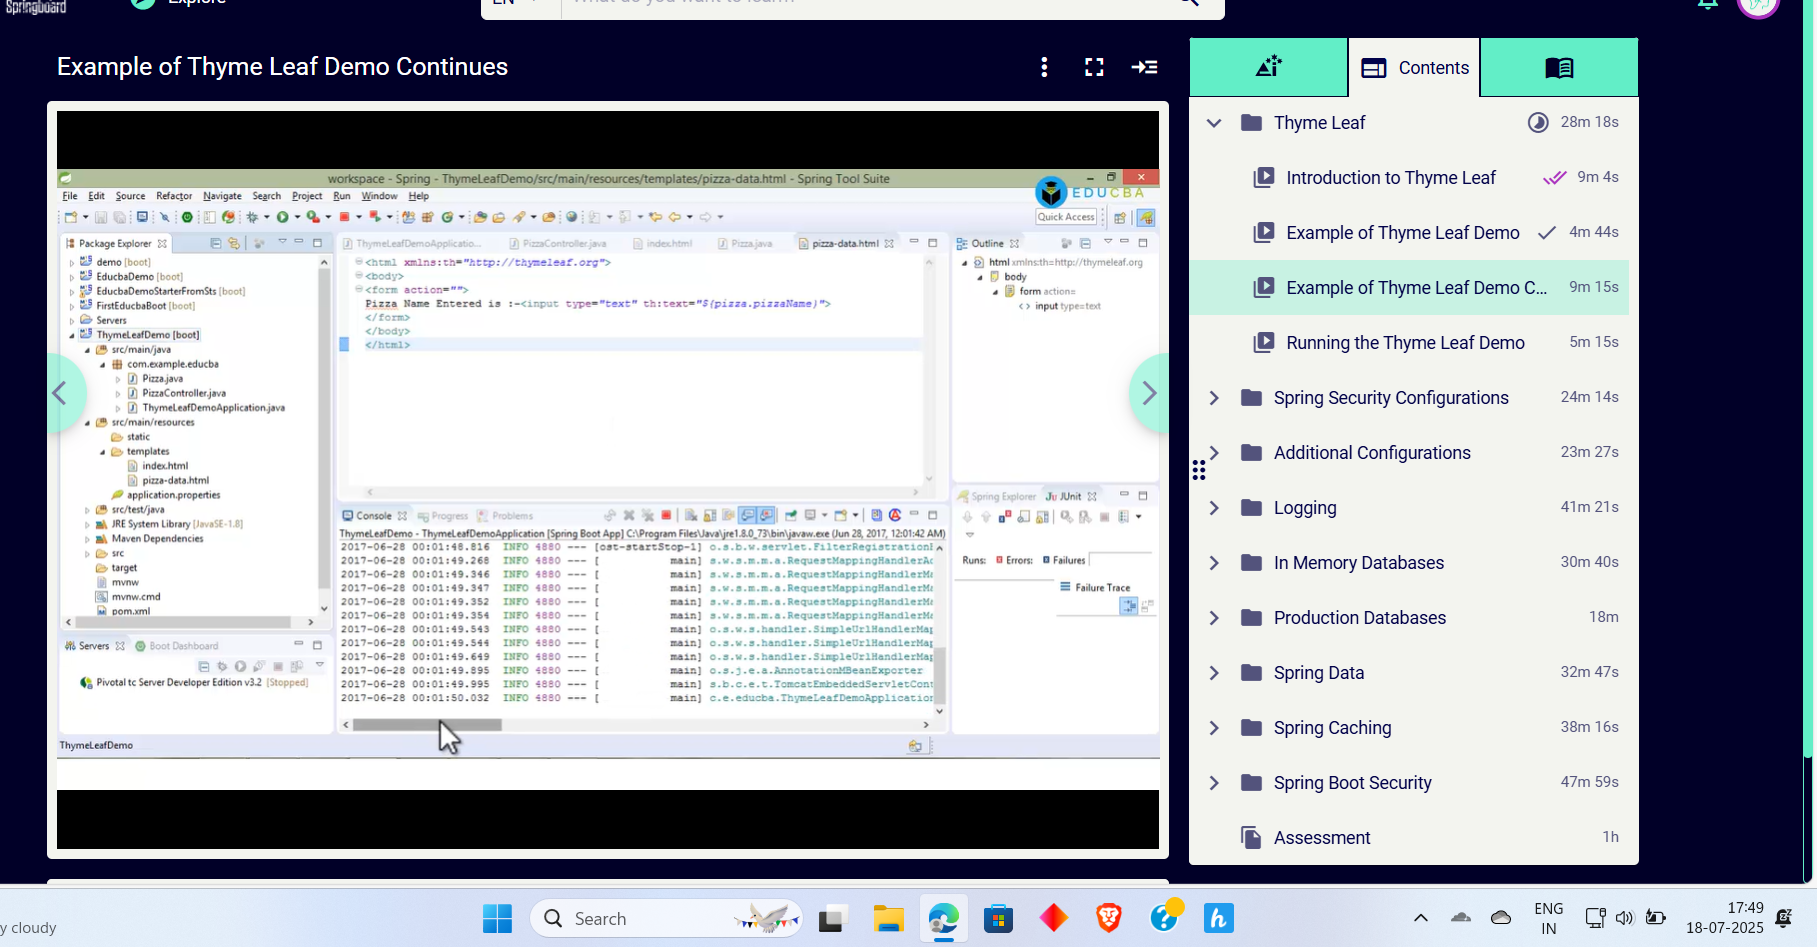 Springboard
Explore
EN
What do you want to learn?
Example of Thyme Leaf Demo Continues
workspace - Spring - ThymeLeafDemo/src/main/resources/templates/pizza-data.html - Spring Tool Suite
EDUCBA
File Edit Source Refactor Navigate Search Project Run Window Help
Quick Access
Package Explorer
demo [boot]
EducbaDemo [boot]
EducbaDemoStarterFromSts [boot]
FirstEducbaBoot [boot]
Servers
ThymeLeafDemo [boot]
src/main/java
com.example.educba
Pizza.java
PizzaController.java
ThymeLeafDemoApplication.java
src/main/resources
static
templates
index.html
pizza-data.html
application.properties
src/test/java
JRE System Library [JavaSE-1.8]
Maven Dependencies
src
target
mvnw
mvnw.cmd
pom.xml
Servers Boot Dashboard
Pivotal tc Server Developer Edition v3.2 [Stopped]
ThymeLeafDemo
ThymeLeafDemoApplicatio... PizzaController.java index.html Pizza.java pizza-data.html
<html xmlns:th="http://thymeleaf.org">
<body>
<form action="">
Pizza Name Entered is :-<input type="text" th:text="${pizza.pizzaName}">
</form>
</body>
</html>
Console Progress Problems
ThymeLeafDemo - ThymeLeafDemoApplication [Spring Boot App] C:\Program Files\Java\jre1.8.0_73\bin\javaw.exe (Jun 28, 2017, 12:01:42 AM)
2017-06-28 00:01:48.816 INFO 4880 --- [ost-startStop-1] o.s.b.w.servlet.FilterRegistrationB
2017-06-28 00:01:49.268 INFO 4880 --- [ main] s.w.s.m.m.a.RequestMappingHandlerAd
2017-06-28 00:01:49.346 INFO 4880 --- [ main] s.w.s.m.m.a.RequestMappingHandlerMa
2017-06-28 00:01:49.347 INFO 4880 --- [ main] s.w.s.m.m.a.RequestMappingHandlerMa
2017-06-28 00:01:49.352 INFO 4880 --- [ main] s.w.s.m.m.a.RequestMappingHandlerMa
2017-06-28 00:01:49.354 INFO 4880 --- [ main] s.w.s.m.m.a.RequestMappingHandlerMa
2017-06-28 00:01:49.543 INFO 4880 --- [ main] o.s.w.s.handler.SimpleUrlHandlerMap
2017-06-28 00:01:49.544 INFO 4880 --- [ main] o.s.w.s.handler.SimpleUrlHandlerMap
2017-06-28 00:01:49.649 INFO 4880 --- [ main] o.s.w.s.handler.SimpleUrlHandlerMap
2017-06-28 00:01:49.895 INFO 4880 --- [ main] o.s.j.e.a.AnnotationMBeanExporter
2017-06-28 00:01:49.995 INFO 4880 --- [ main] s.b.c.e.t.TomcatEmbeddedServletCont
2017-06-28 00:01:50.032 INFO 4880 --- [ main] c.e.educba.ThymeLeafDemoApplication
Outline
html xmlns:th=http://thymeleaf.org
body
form action=
input type=text
Spring Explorer JUnit
Runs: Errors: Failures
Failure Trace
Contents
Thyme Leaf 28m 18s
Introduction to Thyme Leaf 9m 4s
Example of Thyme Leaf Demo 4m 44s
Example of Thyme Leaf Demo C... 9m 15s
Running the Thyme Leaf Demo 5m 15s
Spring Security Configurations 24m 14s
Additional Configurations 23m 27s
Logging 41m 21s
In Memory Databases 30m 40s
Production Databases 18m
Spring Data 32m 47s
Spring Caching 38m 16s
Spring Boot Security 47m 59s
Assessment 1h
y cloudy
Search
ENG
IN
17:49
18-07-2025